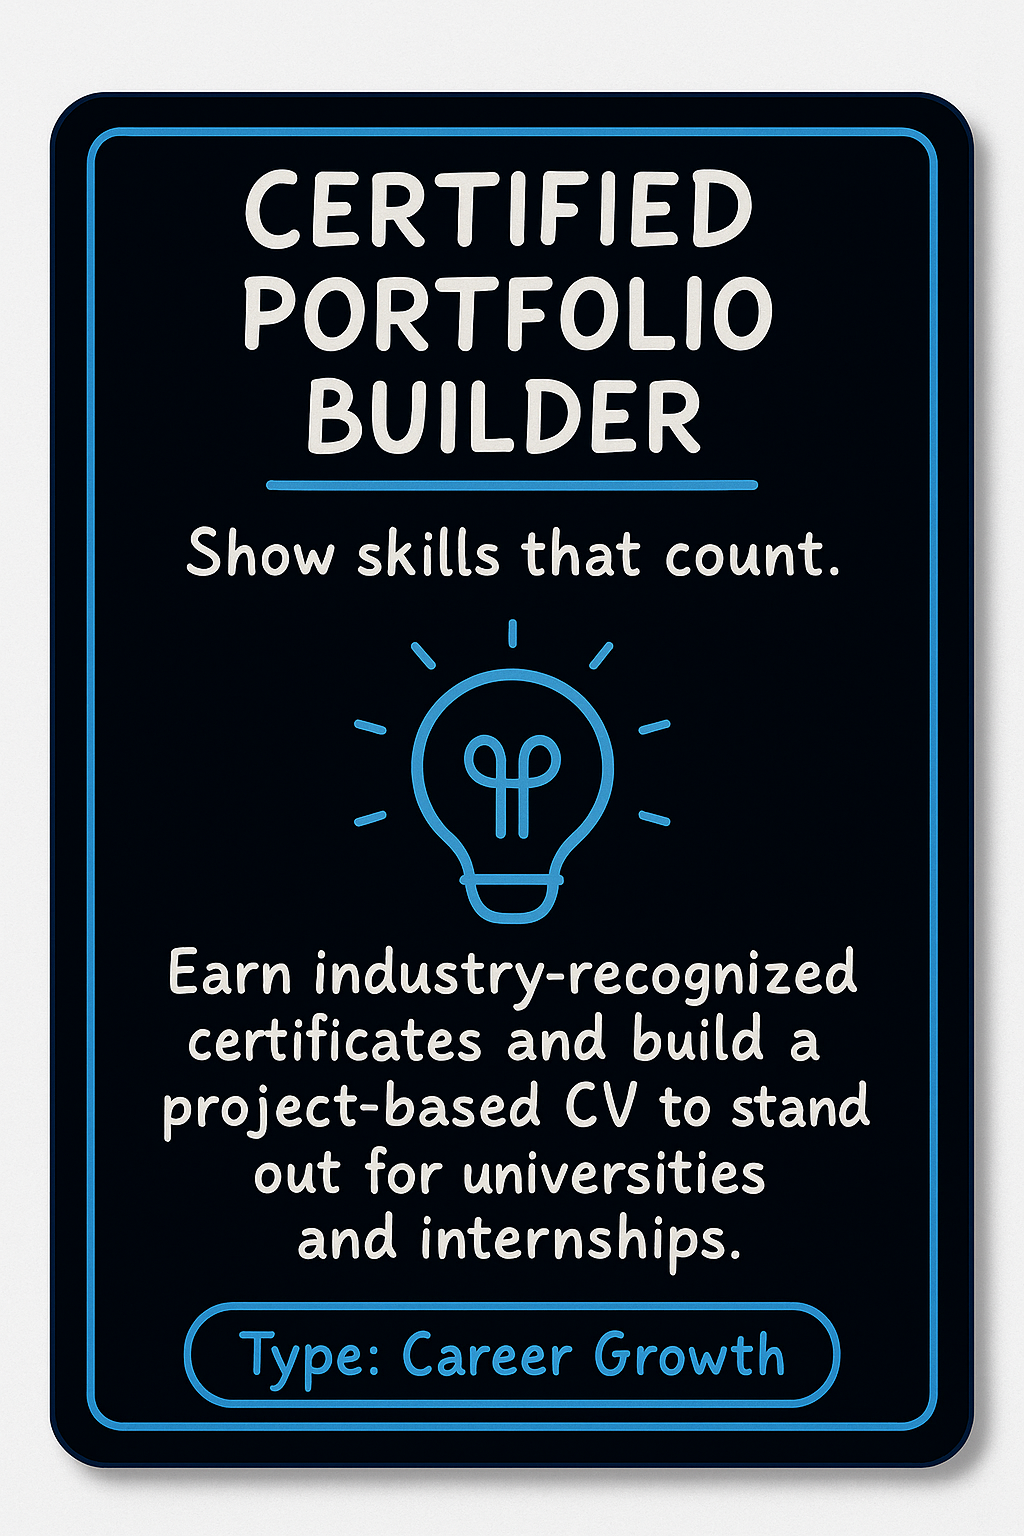 CERTIFIED
PORTFOLIO
BUILDER
Show skills that count.
Earn industry-recognized
certificates and build a
project-based CV to stand
out for universities
and internships.
Type: Career Growth